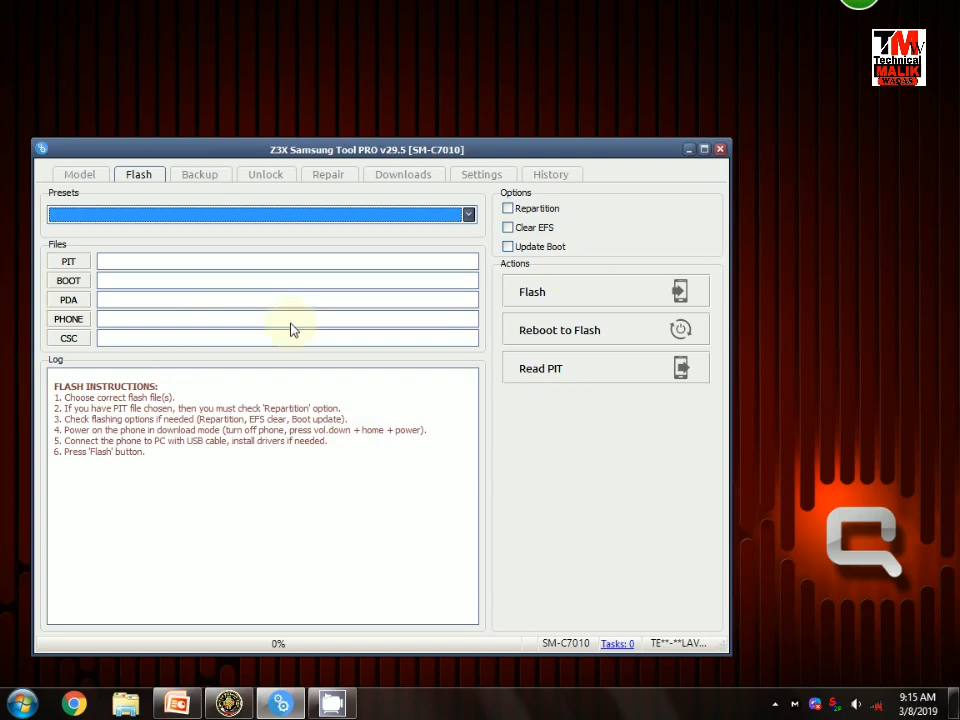 TM
W
Technical
MALIK
WAQAS
Z3X Samsung Tool PRO v29.5 [SM-C7010]
Model Flash Backup Unlock Repair Downloads Settings History
Presets
Options
Repartition
Clear EFS
Update Boot
Files
PIT
BOOT
PDA
PHONE
CSC
Actions
Flash
Reboot to Flash
Read PIT
Log
FLASH INSTRUCTIONS:
1. Choose correct flash file(s).
2. If you have PIT file chosen, then you must check 'Repartition' option.
3. Check flashing options if needed (Repartition, EFS clear, Boot update).
4. Power on the phone in download mode (turn off phone, press vol.down + home + power).
5. Connect the phone to PC with USB cable, install drivers if needed.
6. Press 'Flash' button.
0% SM-C7010 Tasks: 0 TE**-**LAV...
9:15 AM
3/8/2019